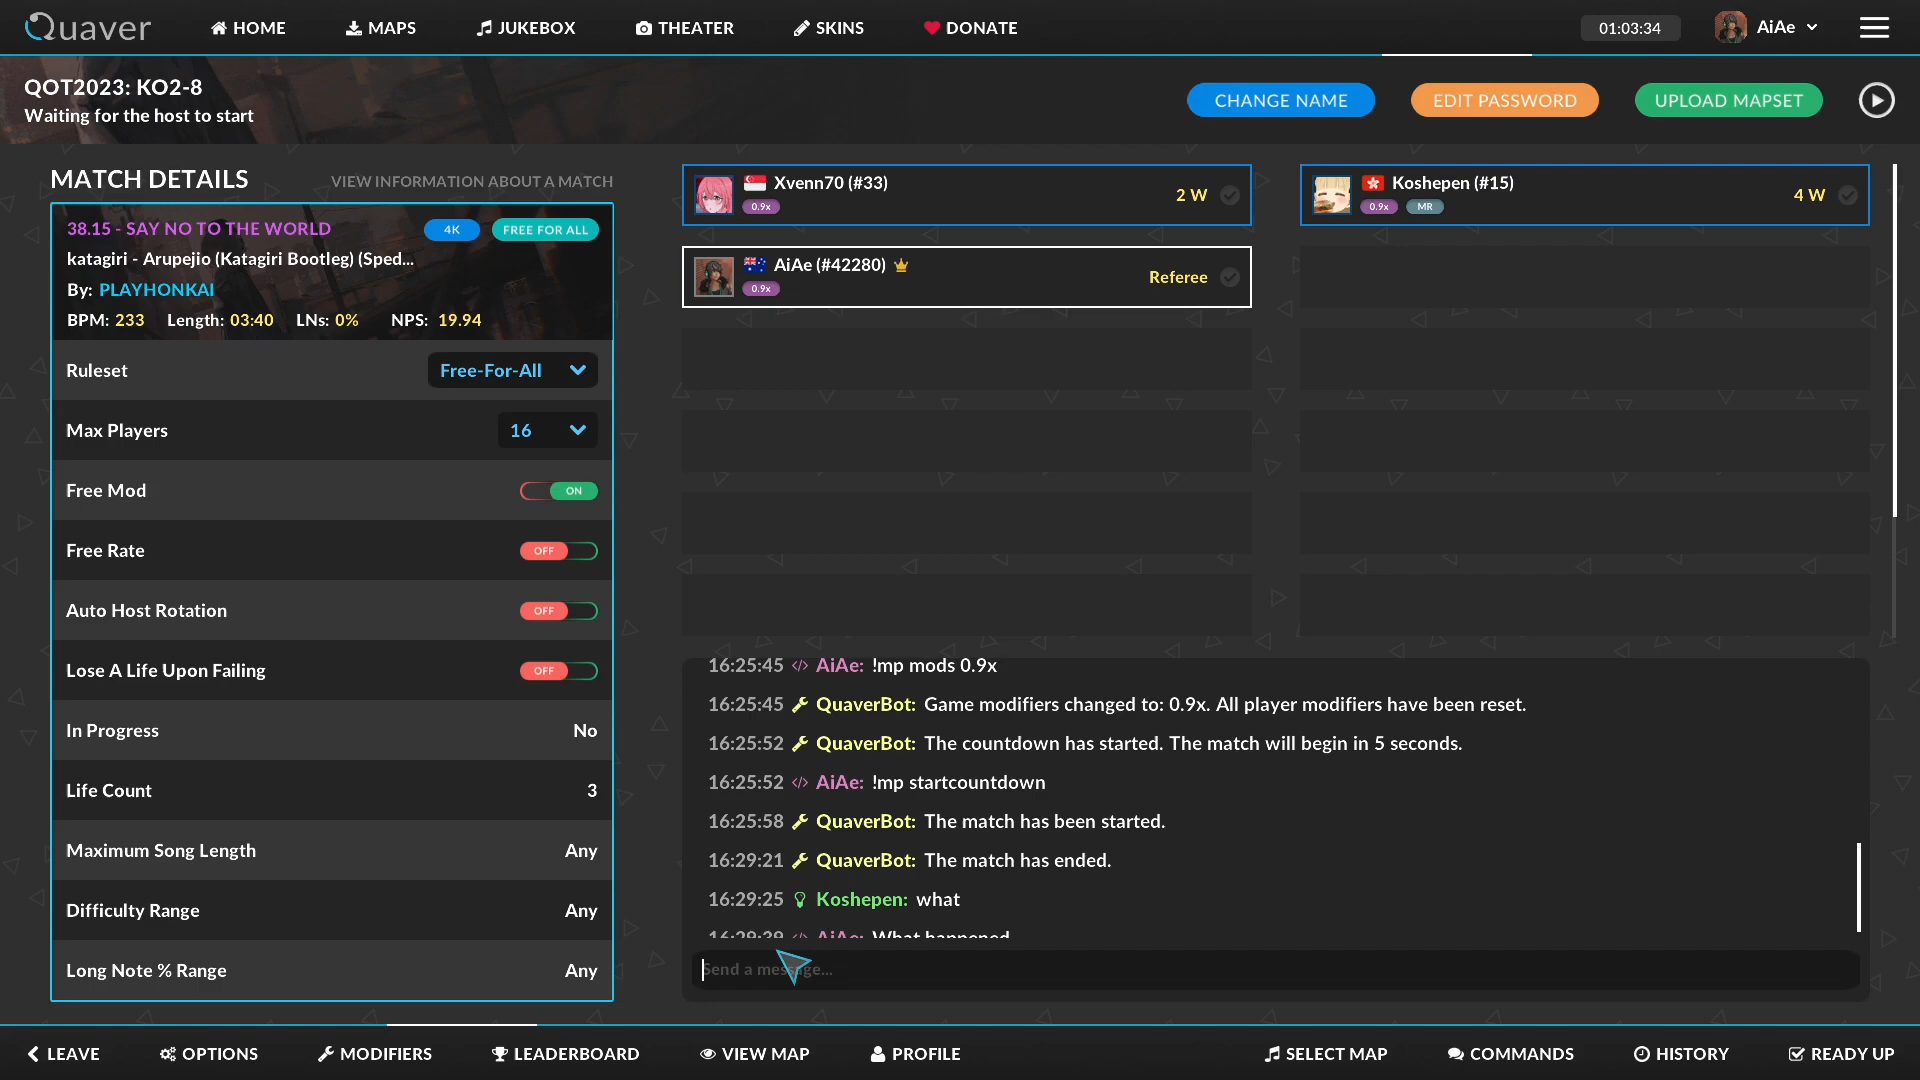 Quaver
HOME
MAPS
JUKEBOX
THEATER
SKINS
DONATE
01:03:34
AiAe
QOT2023: KO2-8
Waiting for the host to start
CHANGE NAME
EDIT PASSWORD
UPLOAD MAPSET
MATCH DETAILS
VIEW INFORMATION ABOUT A MATCH
38.15 - SAY NO TO THE WORLD
4K
FREE FOR ALL
katagiri - Arupejio (Katagiri Bootleg) (Sped...
By: PLAYHONKAI
BPM: 233 Length: 03:40 LNs: 0% NPS: 19.94
Ruleset Free-For-All
Max Players 16
Free Mod ON
Free Rate OFF
Auto Host Rotation OFF
Lose A Life Upon Failing OFF
In Progress No
Life Count 3
Maximum Song Length Any
Difficulty Range Any
Long Note % Range Any
Xvenn70 (#33)
0.9x
2 W
Koshepen (#15)
0.9x MR
4 W
AiAe (#42280)
0.9x
Referee
16:25:45 </> AiAe: !mp mods 0.9x
16:25:45 QuaverBot: Game modifiers changed to: 0.9x. All player modifiers have been reset.
16:25:52 QuaverBot: The countdown has started. The match will begin in 5 seconds.
16:25:52 </> AiAe: !mp startcountdown
16:25:58 QuaverBot: The match has been started.
16:29:21 QuaverBot: The match has ended.
16:29:25 Koshepen: what
16:29:39 </> AiAe: What happened
Send a message...
LEAVE
OPTIONS
MODIFIERS
LEADERBOARD
VIEW MAP
PROFILE
SELECT MAP
COMMANDS
HISTORY
READY UP